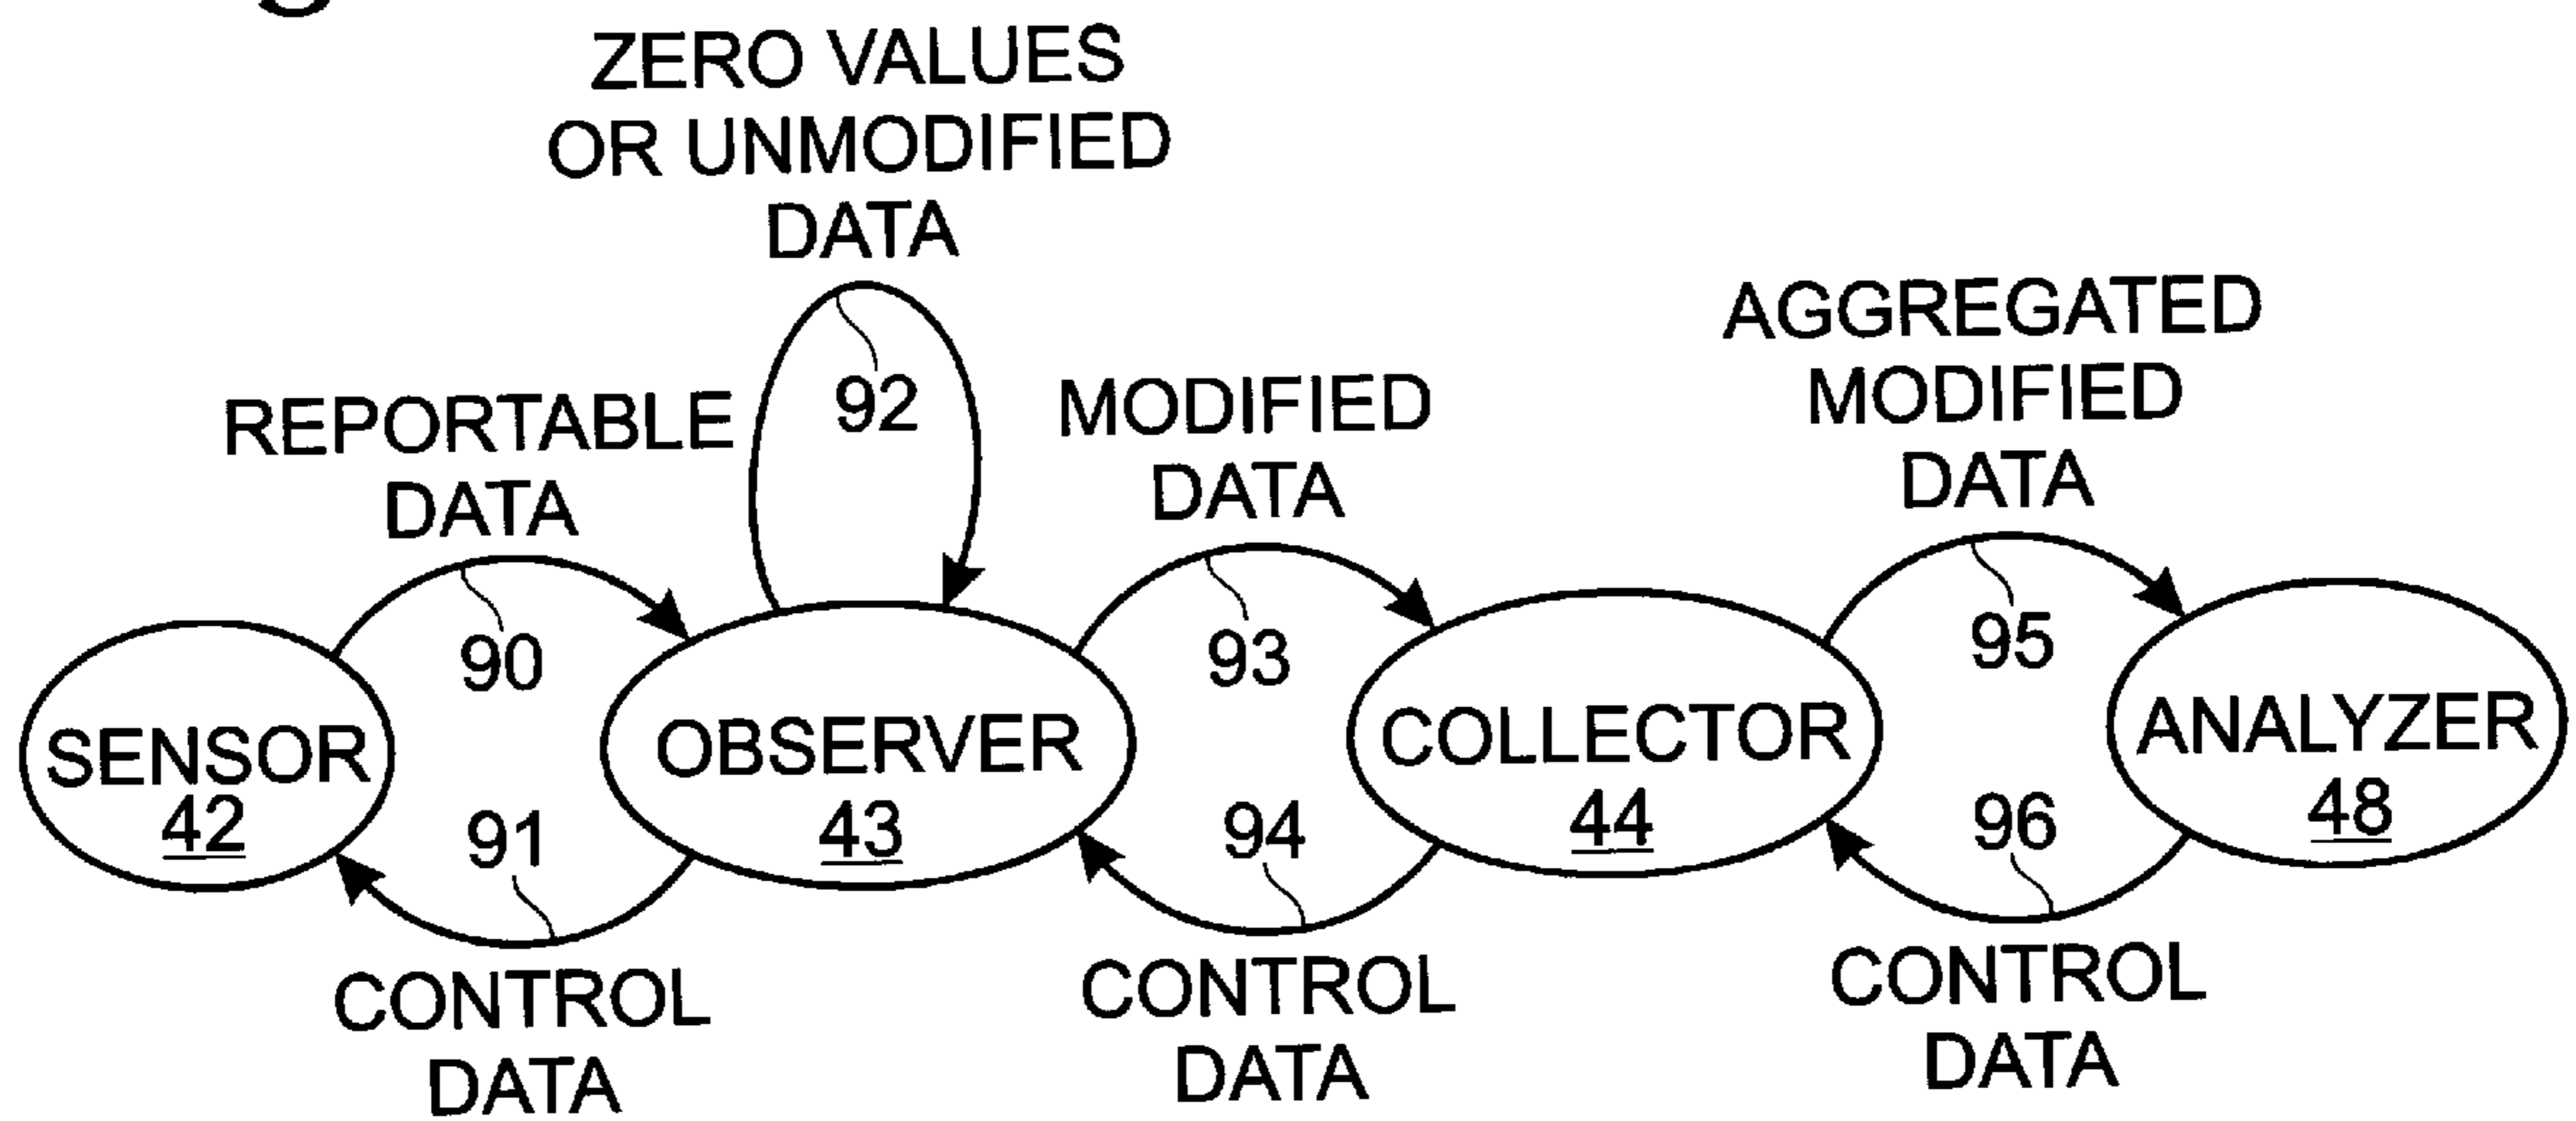 ZERO VALUES
OR UNMODIFIED
DATA
92
REPORTABLE
DATA
90
MODIFIED
DATA
93
AGGREGATED
MODIFIED
DATA
95
SENSOR
42
OBSERVER
43
COLLECTOR
44
ANALYZER
48
91
CONTROL
DATA
94
CONTROL
DATA
96
CONTROL
DATA